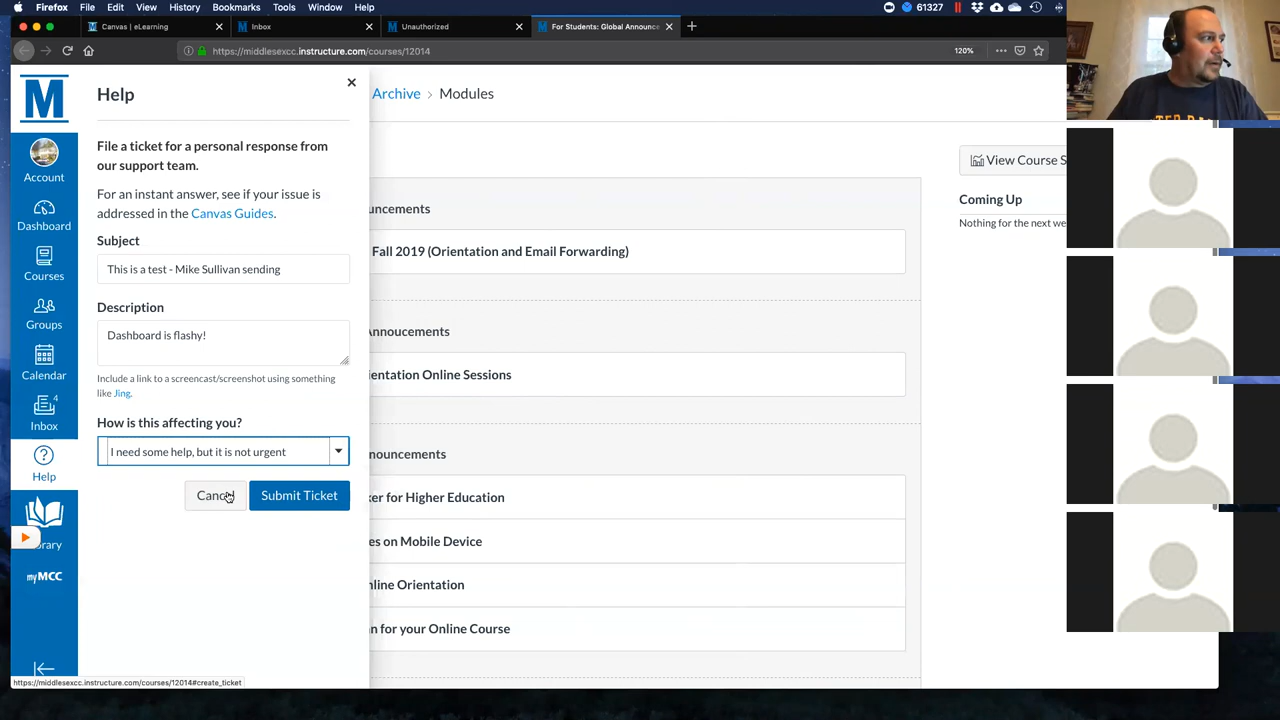 Firefox File Edit View History Bookmarks Tools Window Help
61327
Canvas | eLearning
Inbox
Unauthorized
For Students: Global Announce
https://middlesexcc.instructure.com/courses/12014
120%
M
Account
Dashboard
Courses
Groups
Calendar
4
Inbox
Help
brary
myMCC
Help
File a ticket for a personal response from
our support team.
For an instant answer, see if your issue is
addressed in the Canvas Guides.
Subject
This is a test - Mike Sullivan sending
Description
Dashboard is flashy!
Include a link to a screencast/screenshot using something
like Jing.
How is this affecting you?
I need some help, but it is not urgent
Cancel
Submit Ticket
Archive › Modules
uncements
Fall 2019 (Orientation and Email Forwarding)
Annoucements
ientation Online Sessions
nouncements
ker for Higher Education
es on Mobile Device
nline Orientation
n for your Online Course
View Course S
Coming Up
Nothing for the next we
https://middlesexcc.instructure.com/courses/12014#create_ticket